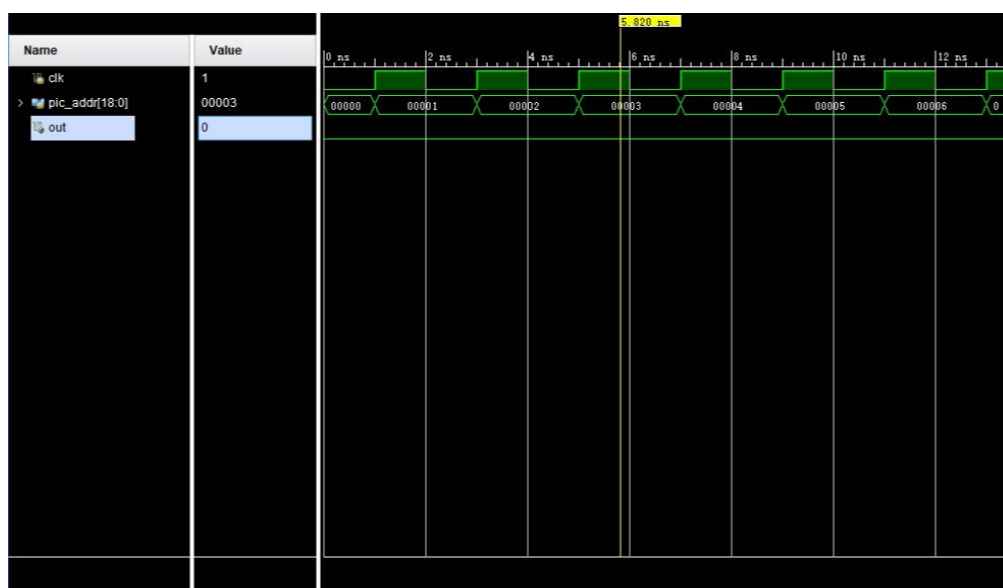 5.820 ns
Name Value
0 ns 2 ns 4 ns 6 ns 8 ns 10 ns 12 ns
clk 1
> pic_addr[18:0] 00003 00000 00001 00002 00003 00004 00005 00006 0
out 0